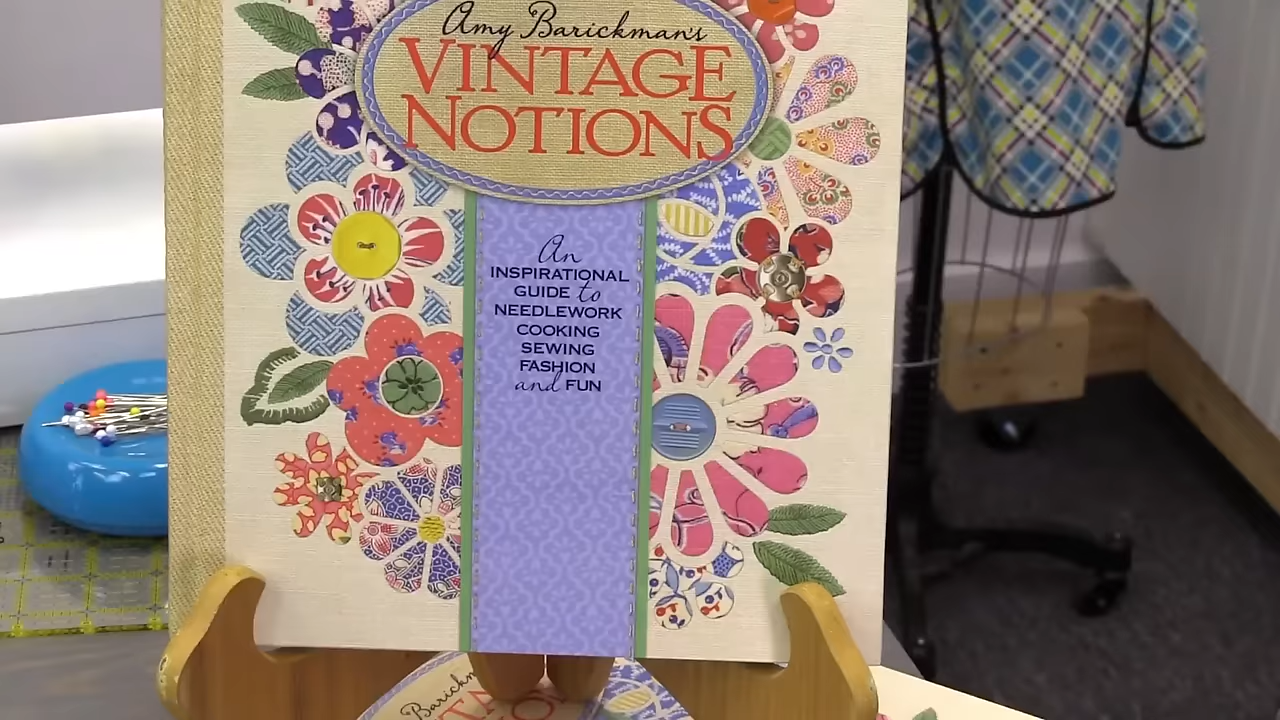 Amy Barickman's
VINTAGE
NOTIONS
An
INSPIRATIONAL
GUIDE to
NEEDLEWORK
COOKING
SEWING
FASHION
and FUN